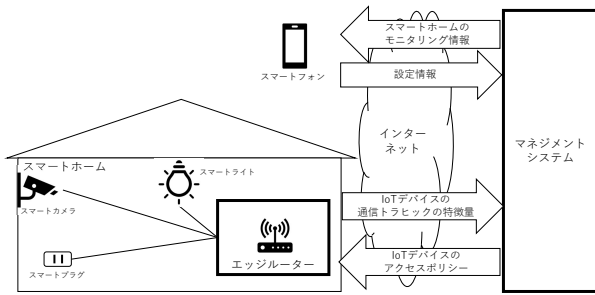 スマートホームの
モニタリング情報
スマートフォン
設定情報
インター
ネット
マネジメント
システム
スマートホーム
スマートライト
スマートカメラ
IoTデバイスの
通信トラヒックの特徴量
エッジルーター
IoTデバイスの
アクセスポリシー
スマートプラグ